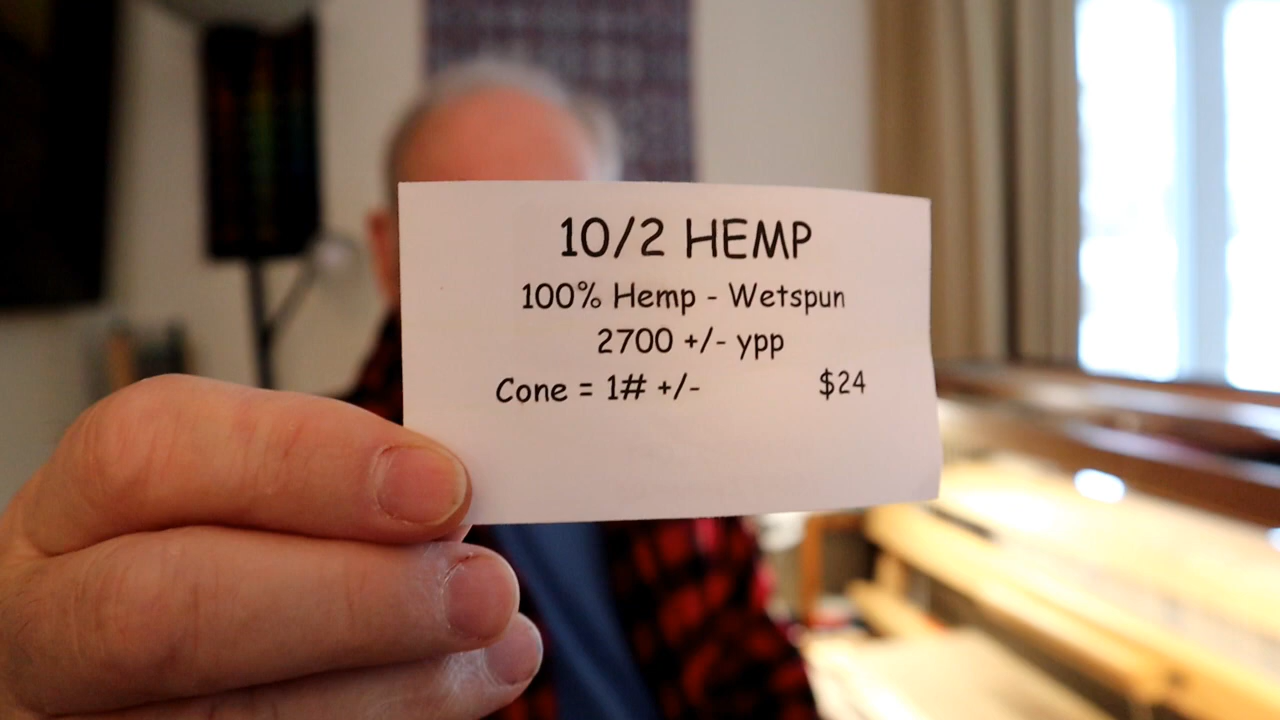 10/2 HEMP
100% Hemp - Wetspun
2700 +/- ypp
Cone = 1# +/- $24